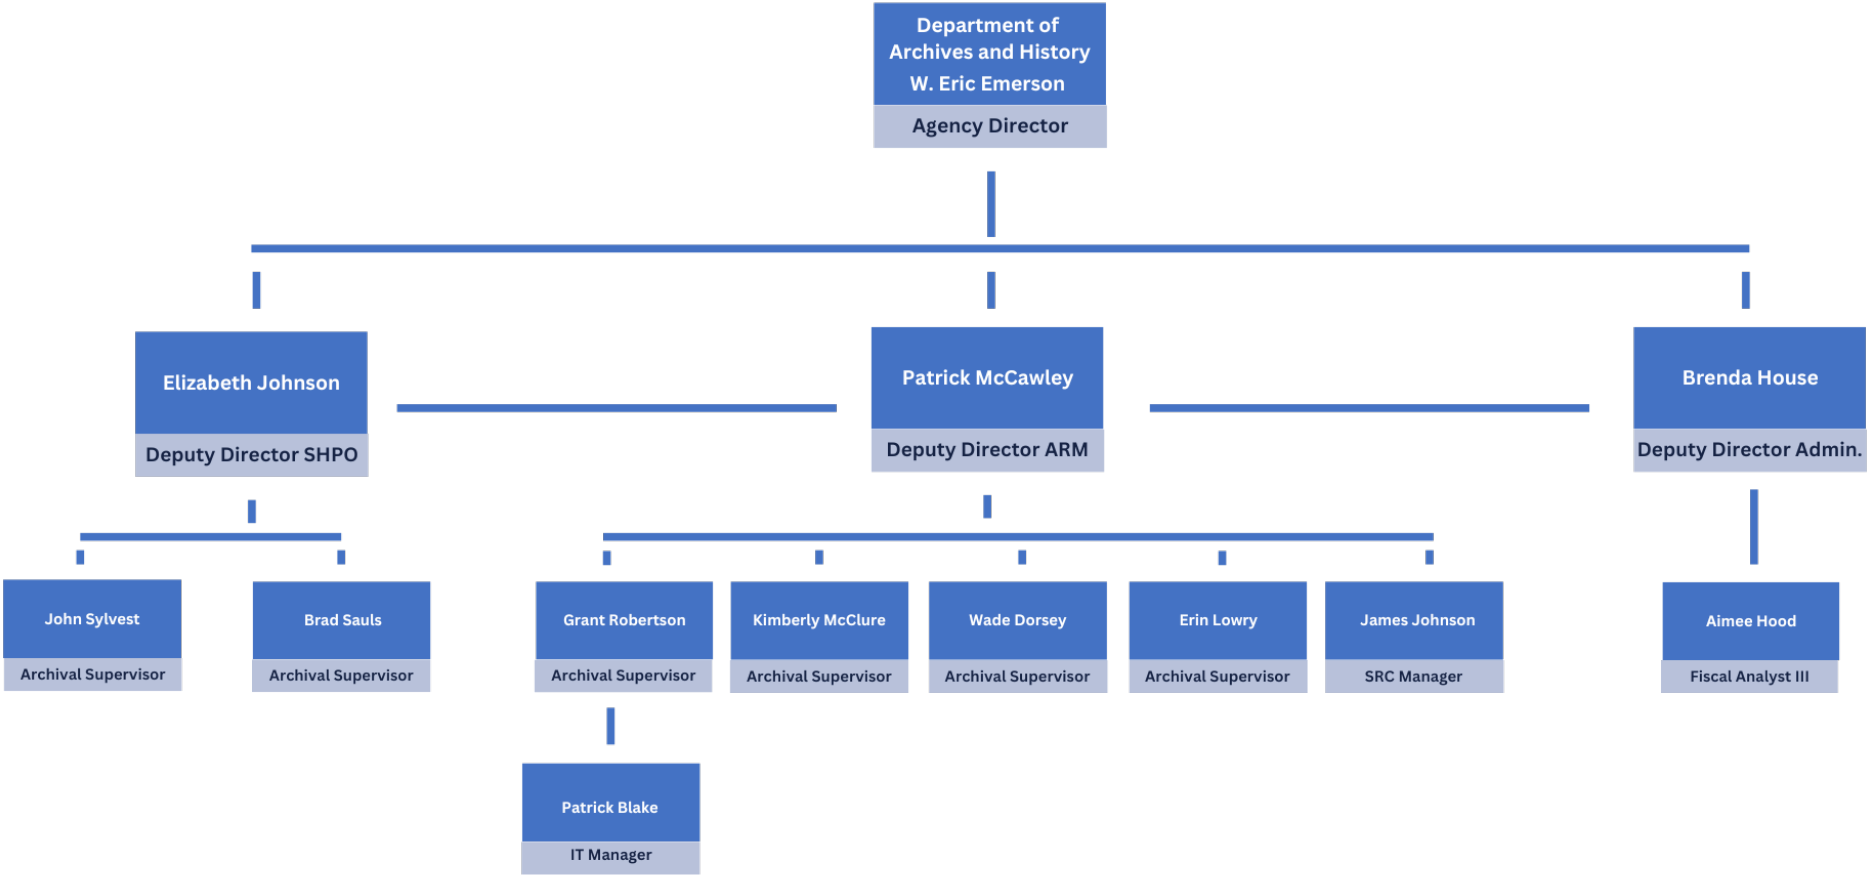 Department of
Archives and History
W. Eric Emerson
Agency Director
Elizabeth Johnson
Deputy Director SHPO
Patrick McCawley
Deputy Director ARM
Brenda House
Deputy Director Admin.
John Sylvest
Archival Supervisor
Brad Sauls
Archival Supervisor
Grant Robertson
Archival Supervisor
Kimberly McClure
Archival Supervisor
Wade Dorsey
Archival Supervisor
Erin Lowry
Archival Supervisor
James Johnson
SRC Manager
Aimee Hood
Fiscal Analyst III
Patrick Blake
IT Manager